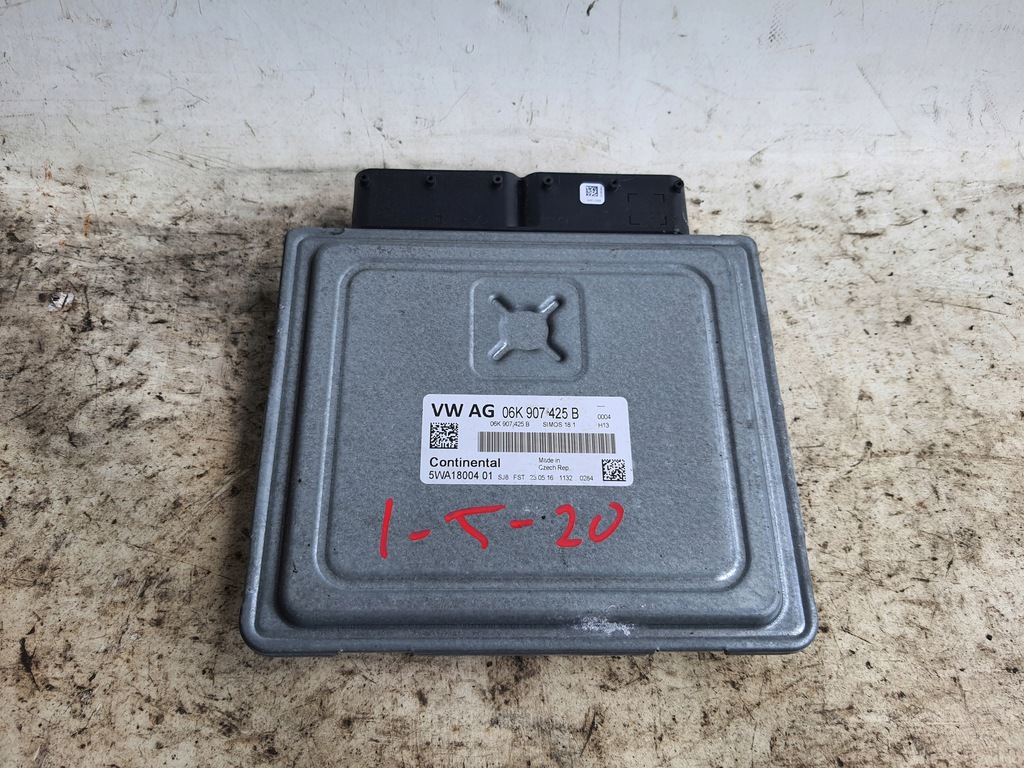 VW AG 06K 907 425 B
06K 907 425 B SIMOS 18 1 0004
H13
Continental Made in
Czech Rep.
5WA18004 01 SJ8 FST 23 05 16 1132 0284
1-5-20